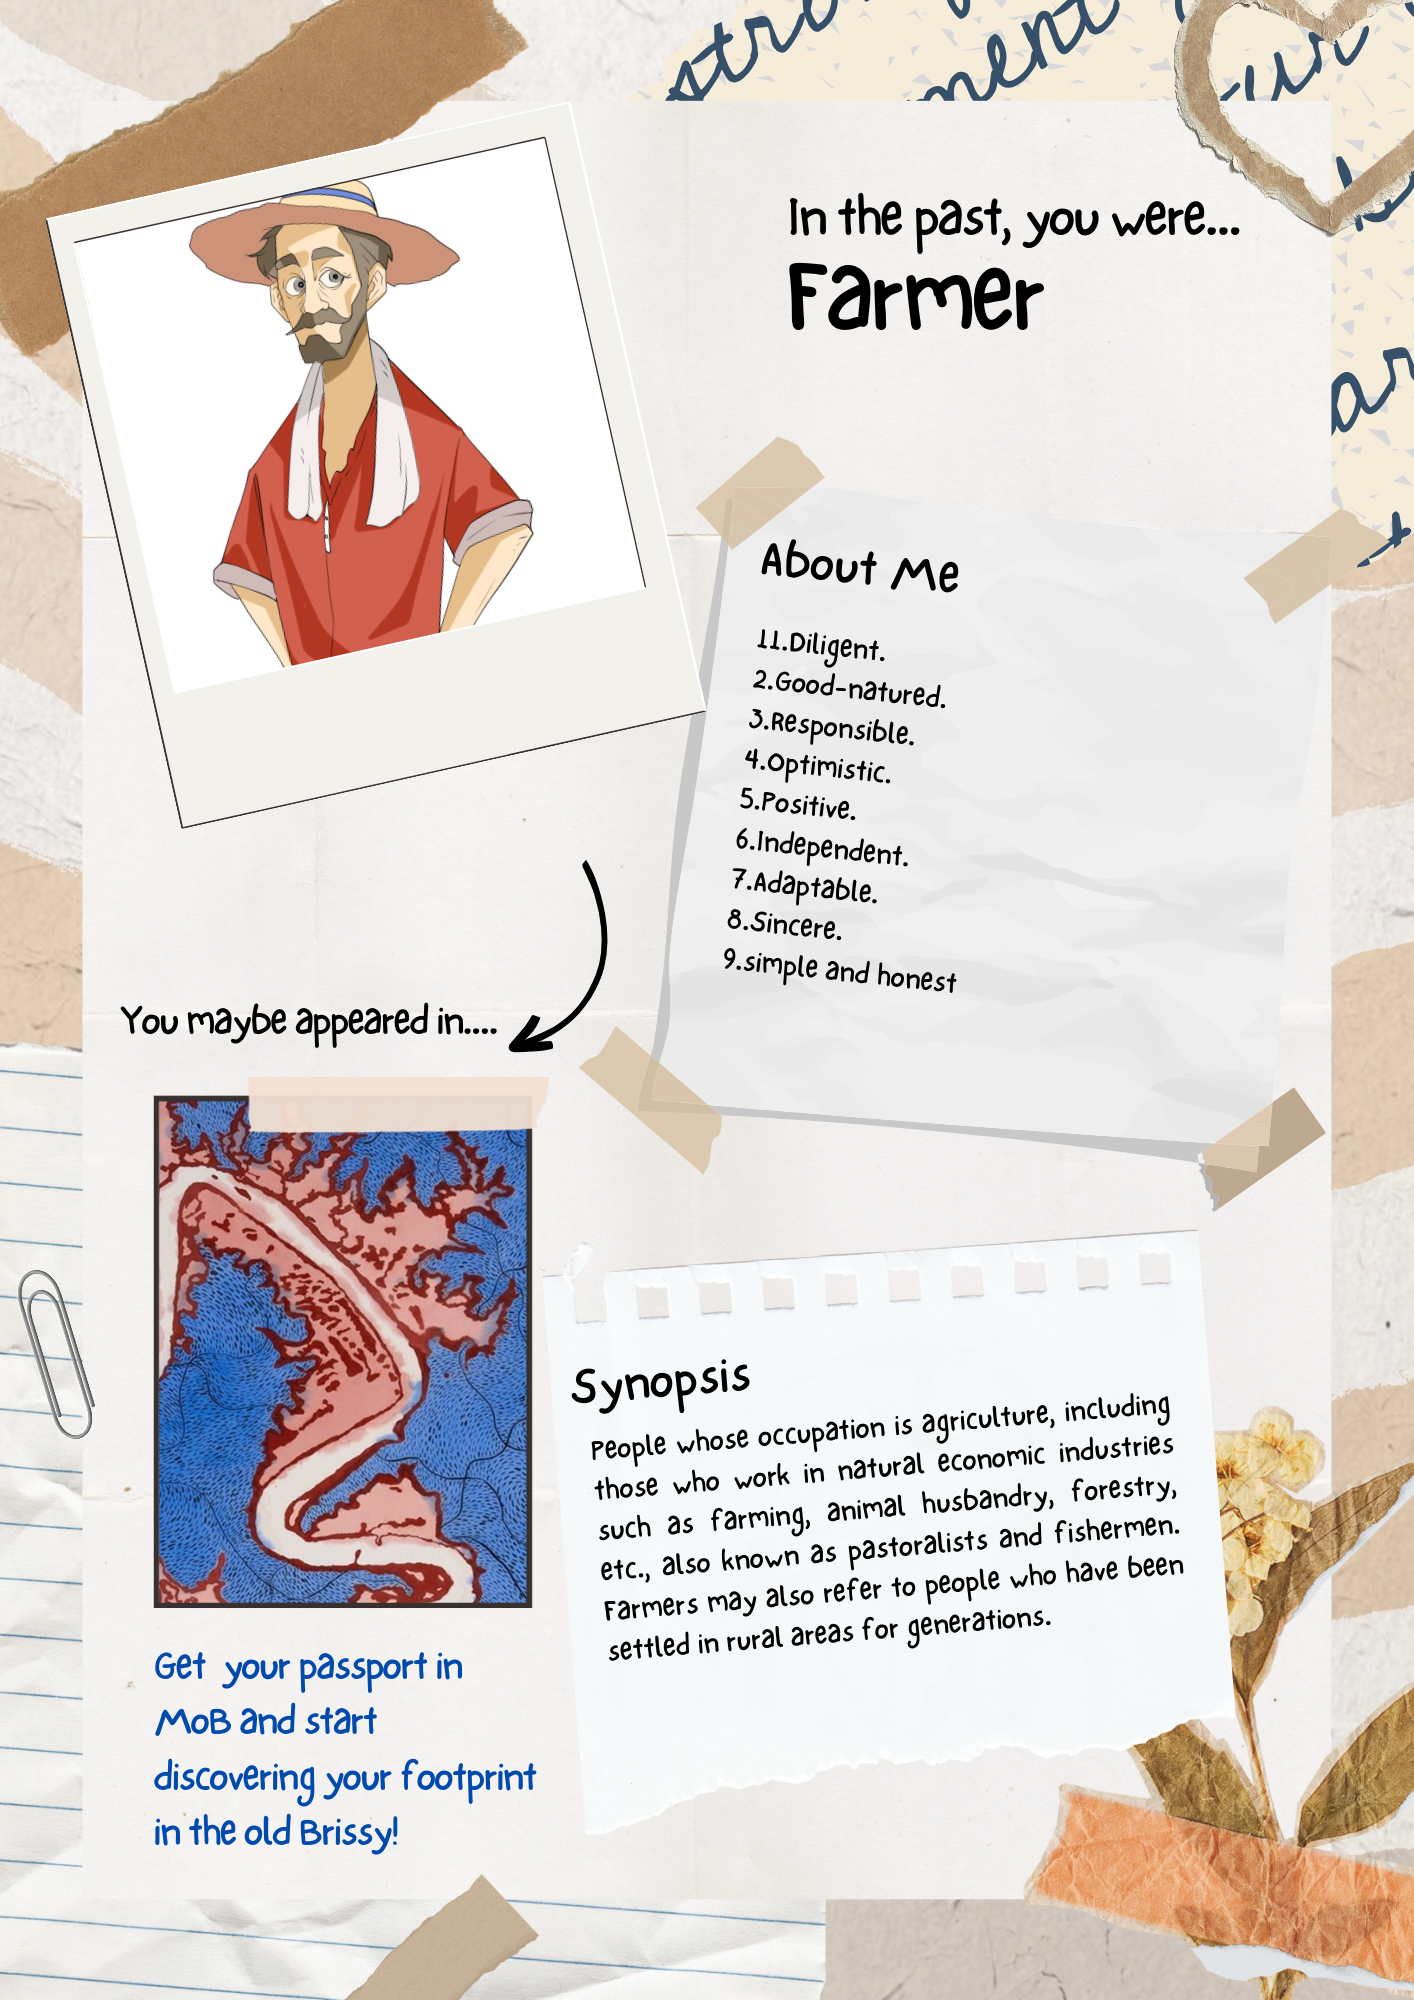 In the past, you were...
Farmer
About Me
11.Diligent.
2.Good-natured.
3.Responsible.
4.Optimistic.
5.Positive.
6.Independent.
7.Adaptable.
8.Sincere.
9.simple and honest
You maybe appeared in....
Synopsis
People whose occupation is agriculture, including
those who work in natural economic industries
such as farming, animal husbandry, forestry,
etc., also known as pastoralists and fishermen.
Farmers may also refer to people who have been
settled in rural areas for generations.
Get your passport in
MoB and start
discovering your footprint
in the old Brissy!